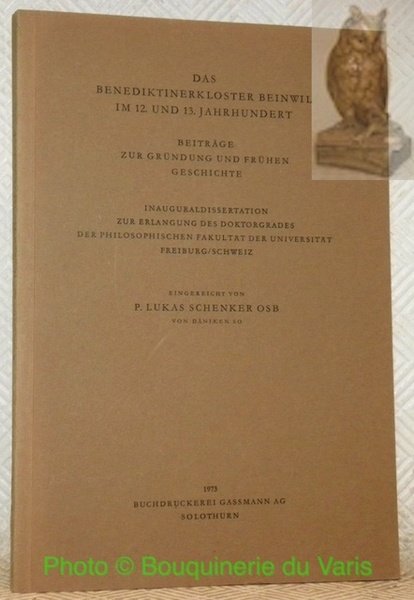 DAS
BENEDIKTINERKLOSTER BEINWIL
IM 12. UND 13. JAHRHUNDERT
BEITRÄGE
ZUR GRÜNDUNG UND FRÜHEN
GESCHICHTE
INAUGURALDISSERTATION
ZUR ERLANGUNG DES DOKTORGRADES
DER PHILOSOPHISCHEN FAKULTÄT DER UNIVERSITÄT
FREIBURG/SCHWEIZ
EINGEREICHT VON
P. LUKAS SCHENKER OSB
VON DÄNIKEN SO
1973
BUCHDRUCKEREI GASSMANN AG
SOLOTHURN
Photo © Bouquinerie du Varis